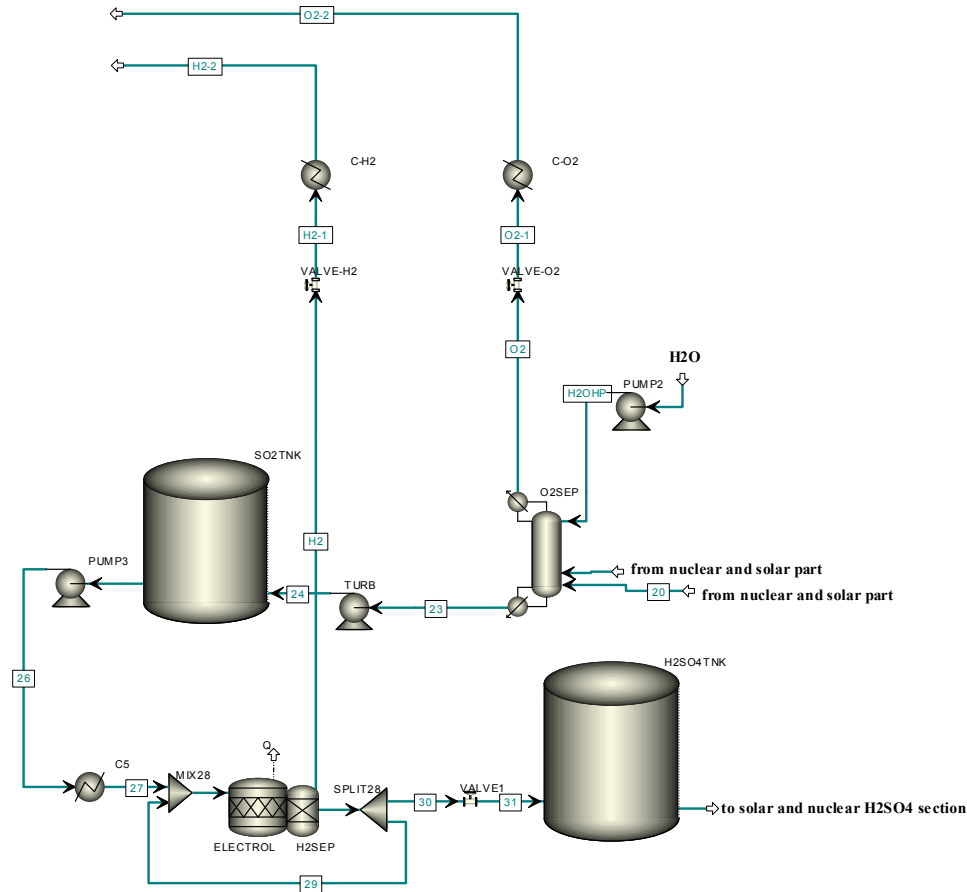 O2-2
H2-2
C-H2
C-O2
H2-1
O2-1
VALVE-H2
VALVE-O2
O2
H2O
H2OHP
PUMP2
SO2TNK
O2SEP
H2
PUMP3
from nuclear and solar part
TURB
24
23
20
from nuclear and solar part
26
H2SO4TNK
Q
C5
27
MIX28
SPLIT28
30
VALVE1
31
to solar and nuclear H2SO4 section
ELECTROL
H2SEP
29